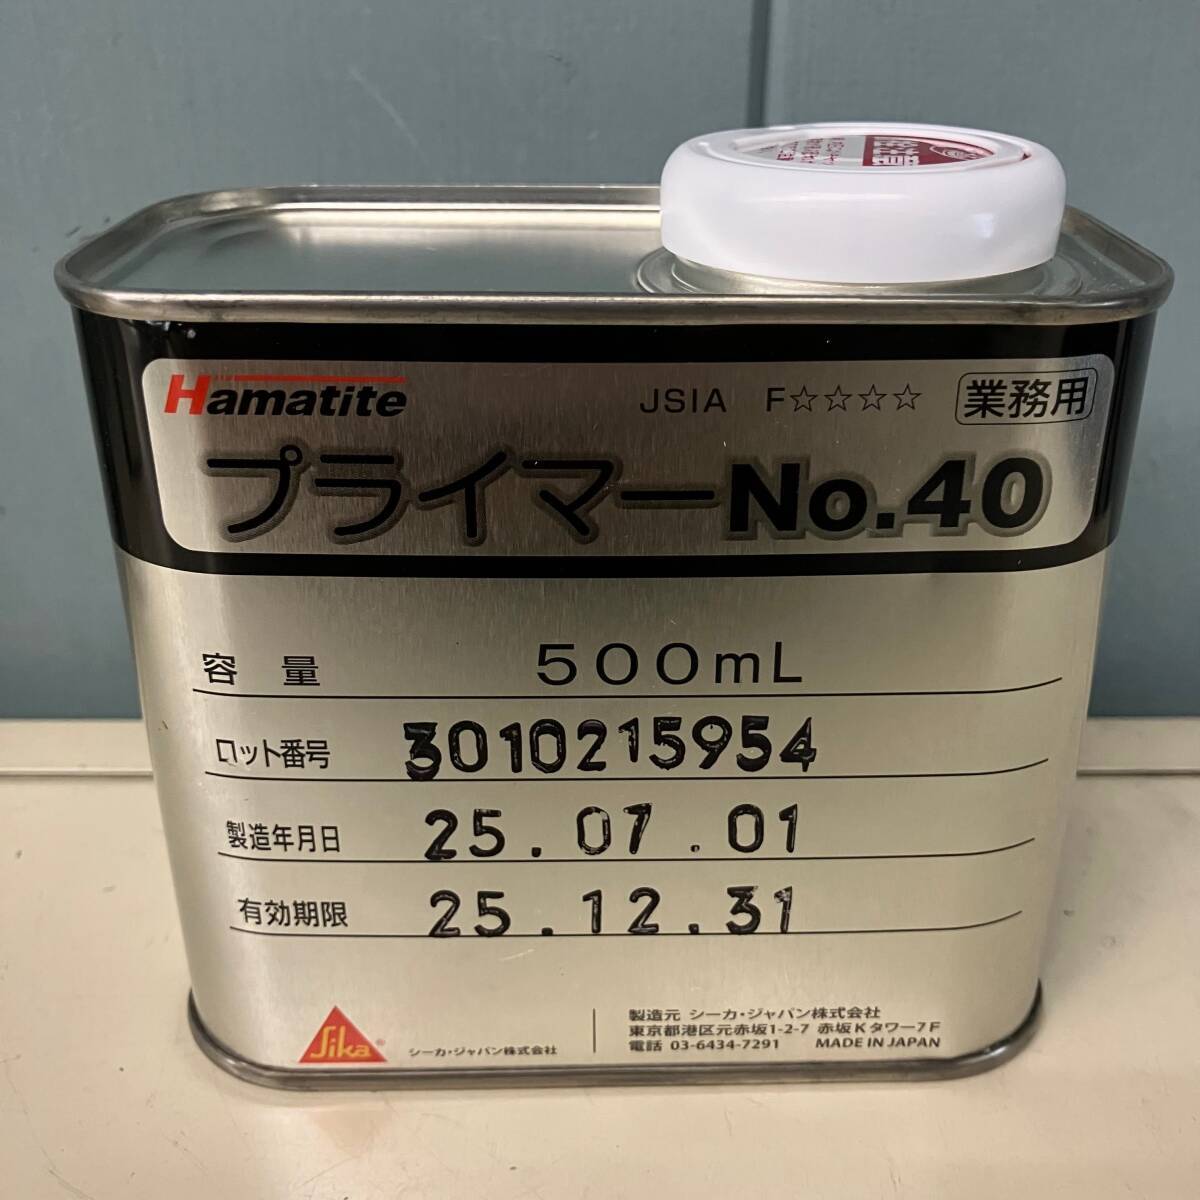 Hamatite
JSIA F☆☆☆☆ 業務用
プライマーNo.40
容量 500mL
ロット番号 3010215954
製造年月日 25.07.01
有効期限 25.12.31
Sika®
シーカ・ジャパン株式会社
製造元 シーカ・ジャパン株式会社
東京都港区元赤坂1-2-7 赤坂Kタワー7F
電話 03-6434-7291 MADE IN JAPAN